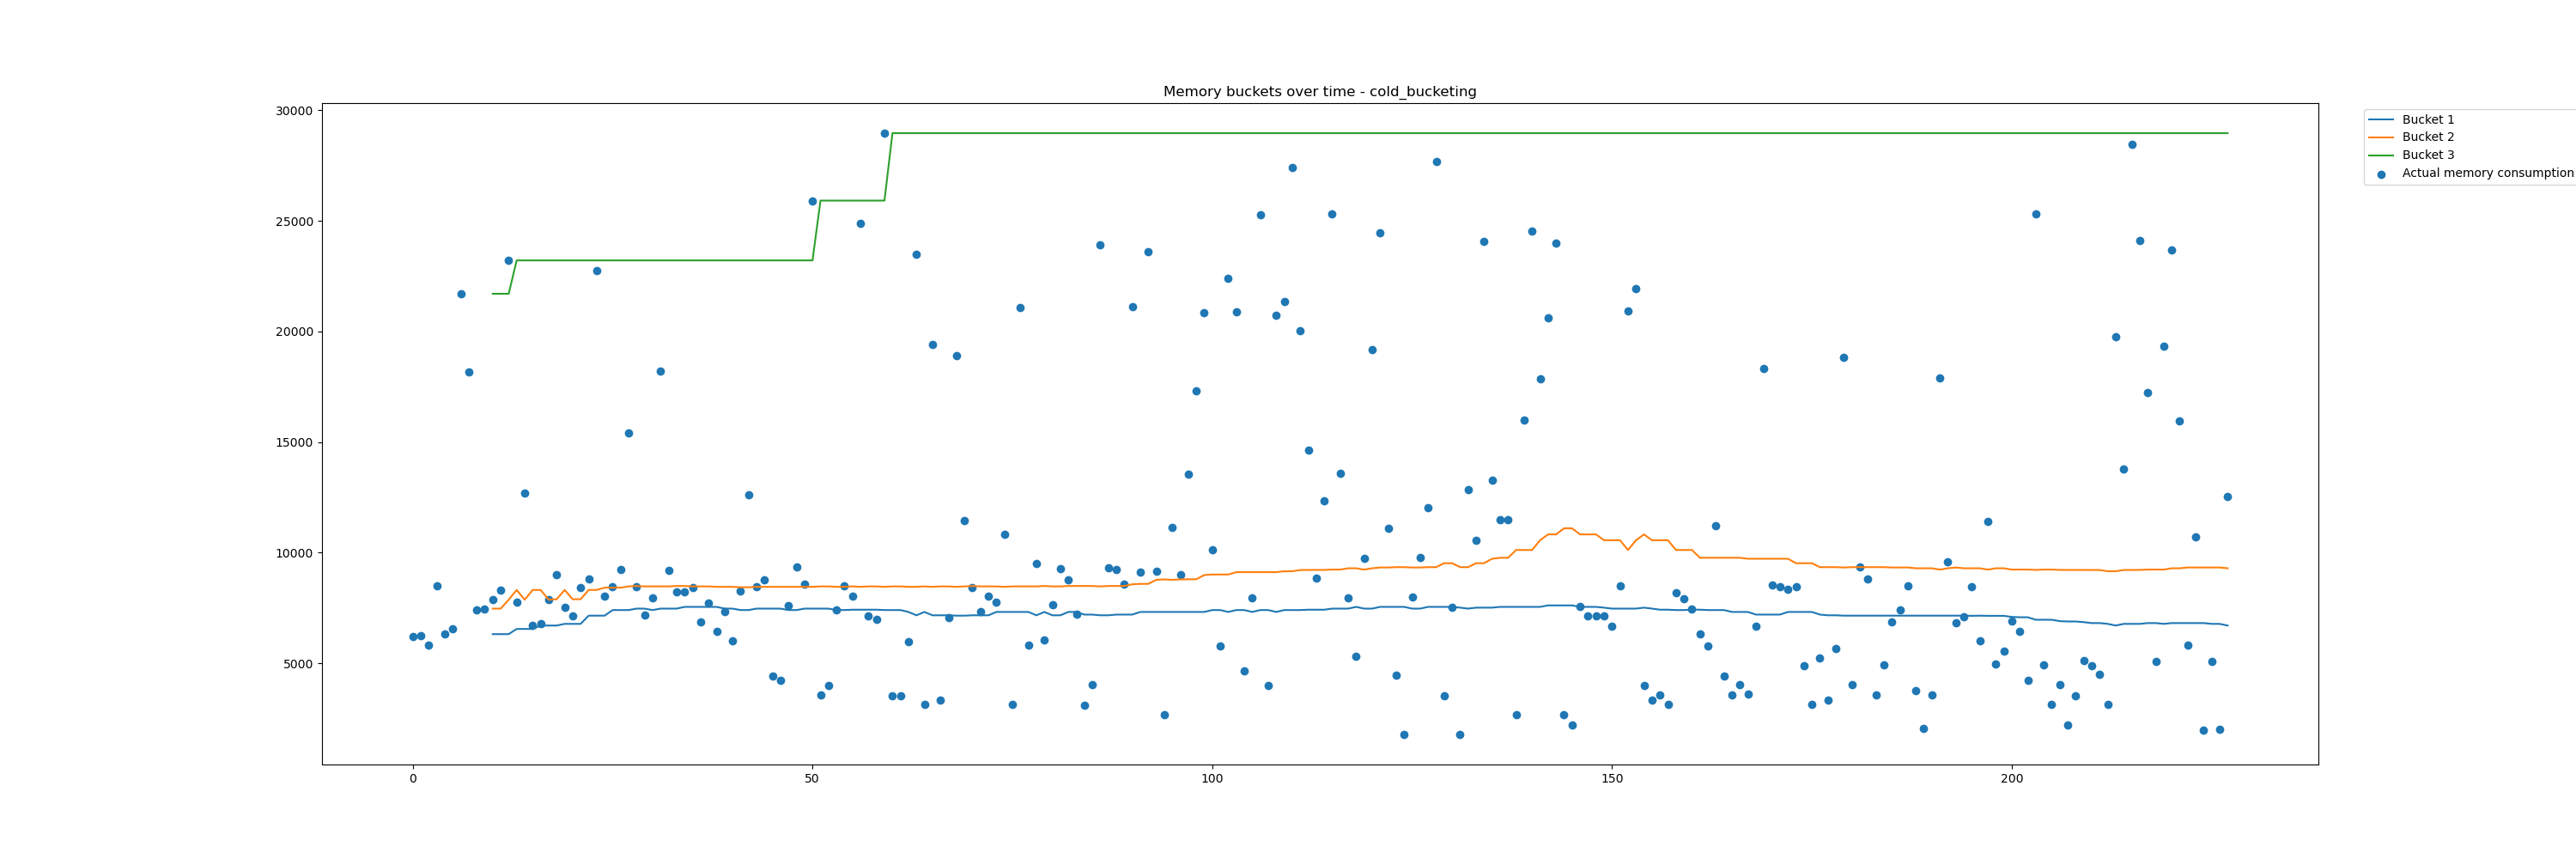 Memory buckets over time - cold_bucketing
30000
25000
20000
15000
10000
5000
0
50
100
150
200
Bucket 1
Bucket 2
Bucket 3
Actual memory consumption